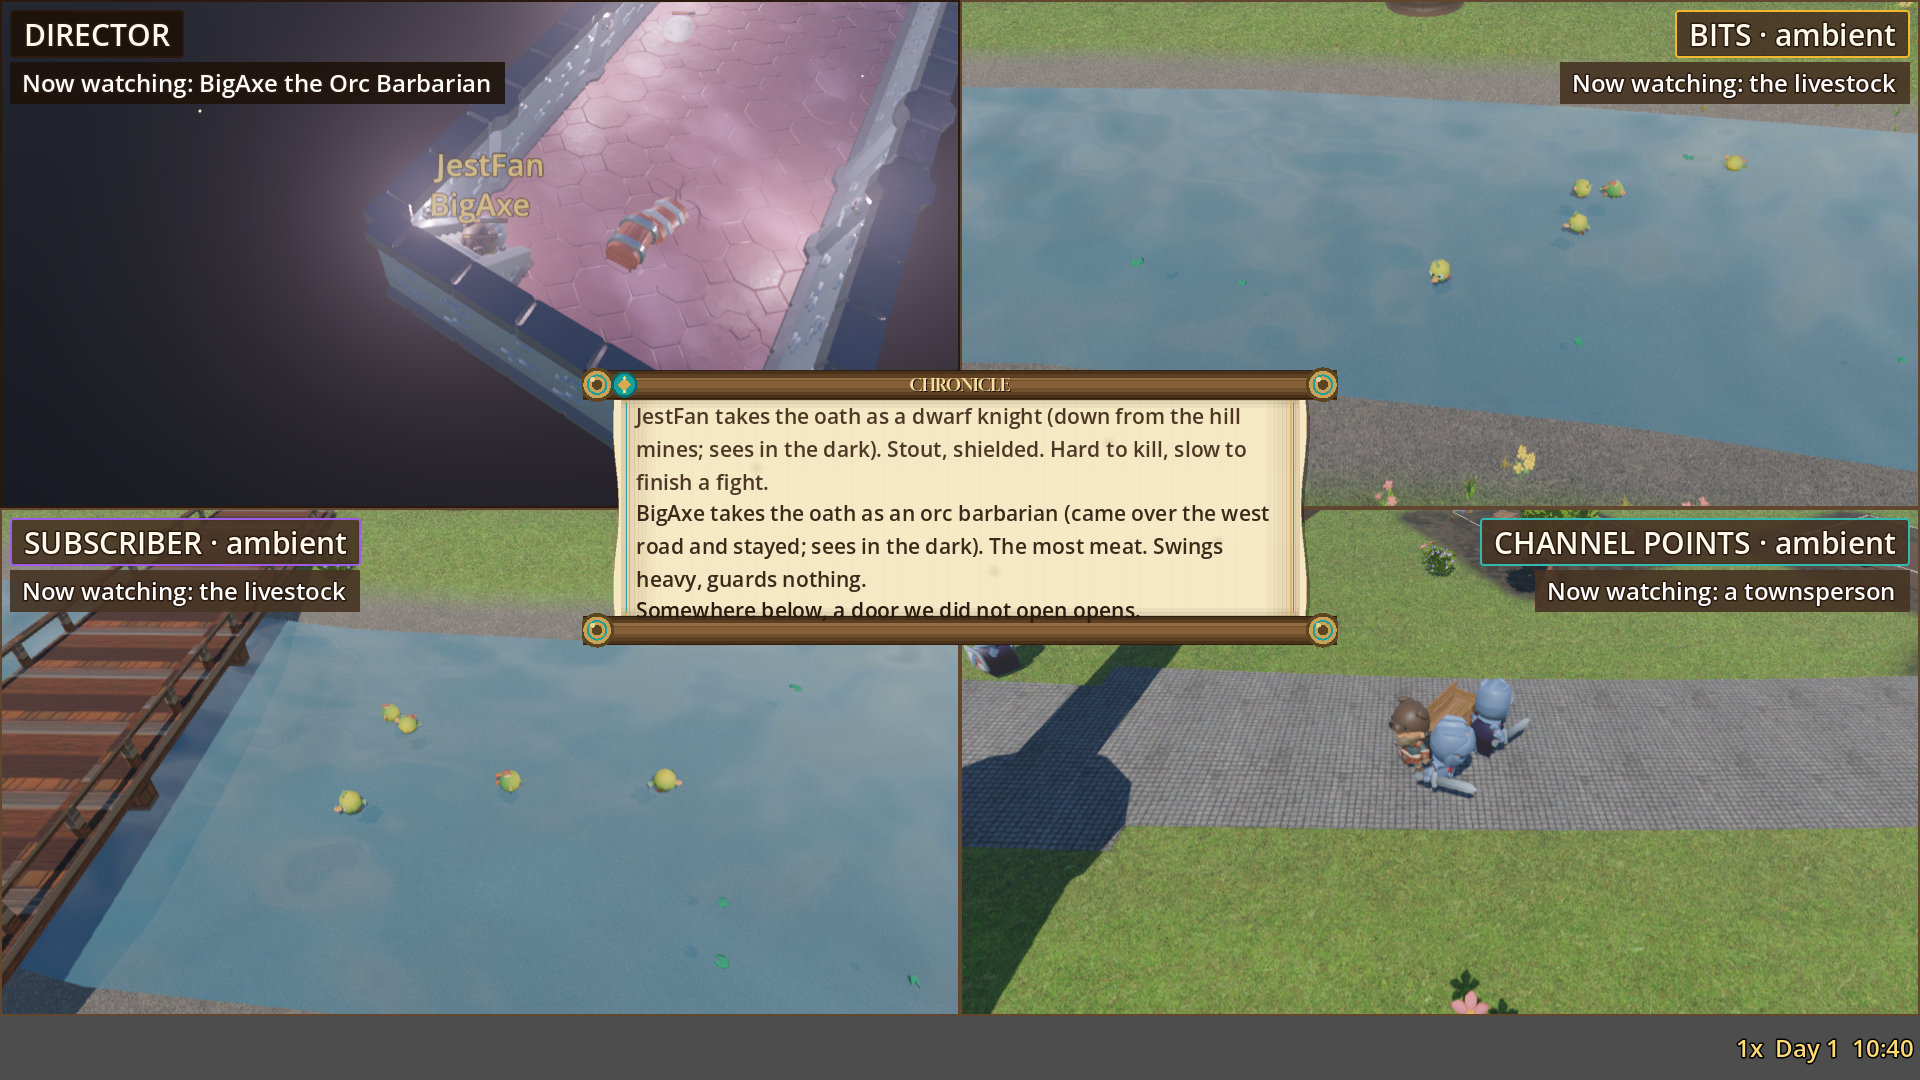 DIRECTOR
Now watching: BigAxe the Orc Barbarian
JestFan
BigAxe
BITS · ambient
Now watching: the livestock
CHRONICLE
JestFan takes the oath as a dwarf knight (down from the hill
mines; sees in the dark). Stout, shielded. Hard to kill, slow to
finish a fight.
BigAxe takes the oath as an orc barbarian (came over the west
road and stayed; sees in the dark). The most meat. Swings
heavy, guards nothing.
Somewhere below, a door we did not open opens.
SUBSCRIBER · ambient
Now watching: the livestock
CHANNEL POINTS · ambient
Now watching: a townsperson
1x Day 1 10:40